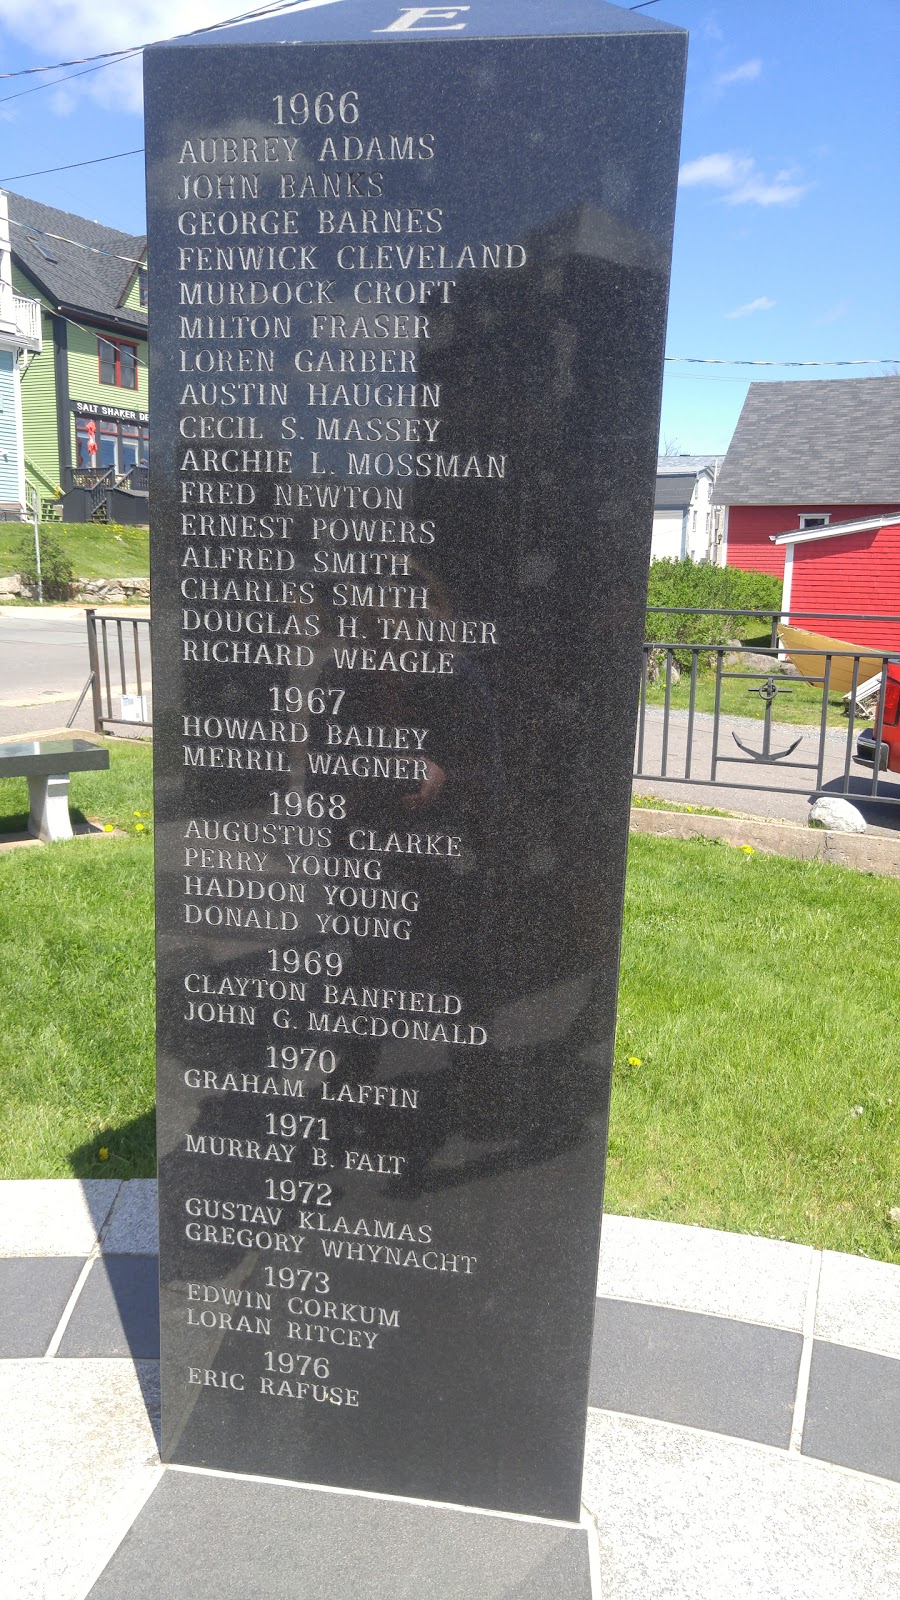 E
1966
AUBREY ADAMS
JOHN BANKS
GEORGE BARNES
FENWICK CLEVELAND
MURDOCK CROFT
MILTON FRASER
LOREN GARBER
AUSTIN HAUGHN
CECIL S. MASSEY
ARCHIE L. MOSSMAN
FRED NEWTON
ERNEST POWERS
ALFRED SMITH
CHARLES SMITH
DOUGLAS H. TANNER
RICHARD WEAGLE
1967
HOWARD BAILEY
MERRIL WAGNER
1968
AUGUSTUS CLARKE
PERRY YOUNG
HADDON YOUNG
DONALD YOUNG
1969
CLAYTON BANFIELD
JOHN G. MACDONALD
1970
GRAHAM LAFFIN
1971
MURRAY B. FALT
1972
GUSTAV KLAAMAS
GREGORY WHYNACHT
1973
EDWIN CORKUM
LORAN RITCEY
1976
ERIC RAFUSE
SALT SHAKER DE